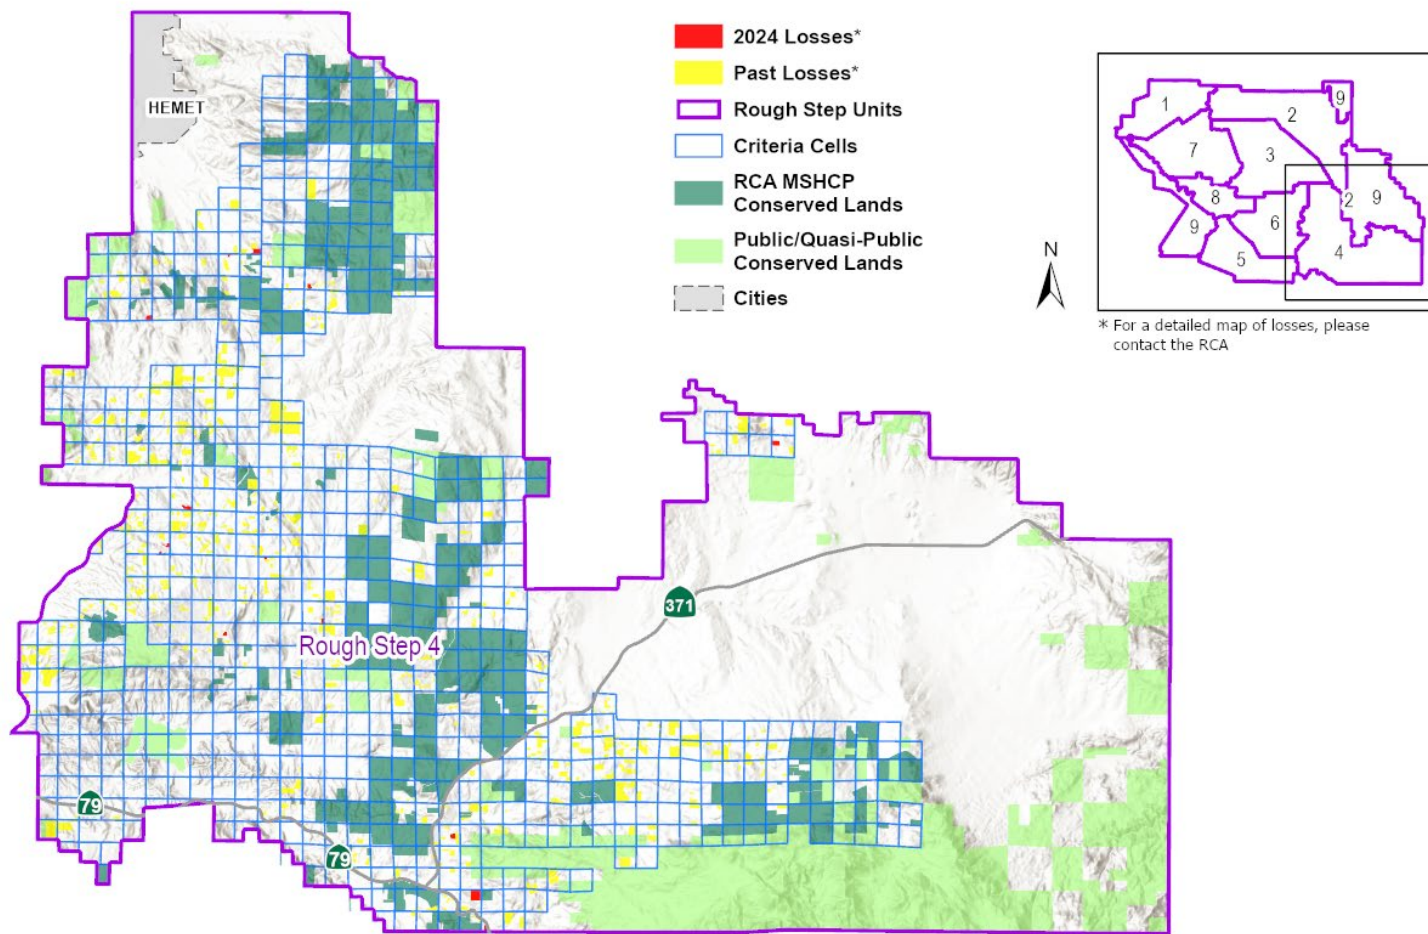 2024 Losses*
Past Losses*
Rough Step Units
Criteria Cells
RCA MSHCP
Conserved Lands
Public/Quasi-Public
Conserved Lands
Cities
N
1
2
9
7
3
8
2
9
9
6
5
4
* For a detailed map of losses, please
contact the RCA
HEMET
371
Rough Step 4
79
79